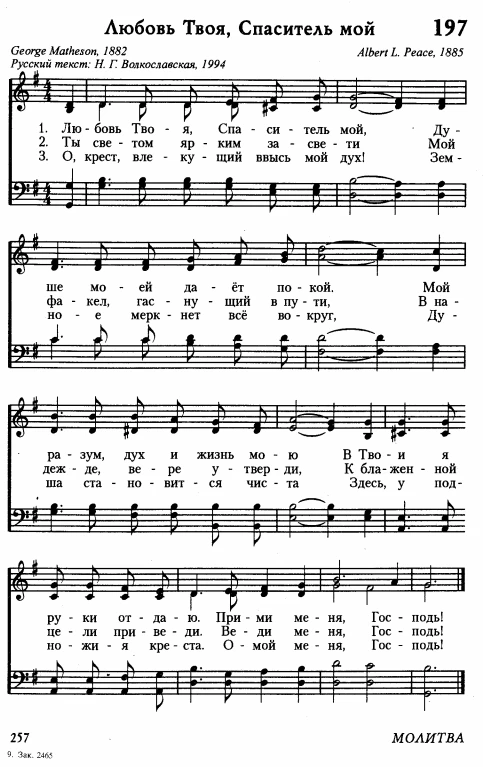 Любовь Твоя, Спаситель мой 197
George Matheson, 1882 Albert L. Peace, 1885
Русский текст: Н. Г. Волкославская, 1994
1. Лю - бовь Тво - я, Спа - си - тель мой, Ду -
2. Ты све - том яр - ким за - све - ти Мой
3. О, крест, вле - ку - щий ввысь мой дух! Зем -
ше мо - ей да - ёт по - кой. Мой
фа - кел, гас - ну - щий в пу - ти, В на -
но - е мерк - нет всё во - круг, Ду -
ра - зум, дух и жизнь мо - ю В Тво - и я
деж - де, ве - ре у - твер - ди, К бла - жен - ной
ша ста - но - вит - ся чис - та Здесь, у под -
ру - ки от - да - ю. При - ми ме - ня, Гос - подь!
це - ли при - ве - ди. Ве - ди ме - ня, Гос - подь!
но - жи - я кре - ста. О - мой ме - ня, Гос - подь!
257 МОЛИТВА
9. Зак. 2465